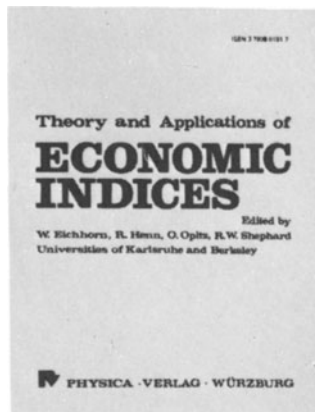 Theory and Applications of
ECONOMIC
INDICES
Edited by
W. Eichhorn, R. Henn, O. Opitz, R.W. Shephard
Universities of Karlsruhe and Berkeley
PHYSICA - VERLAG · WÜRZBURG